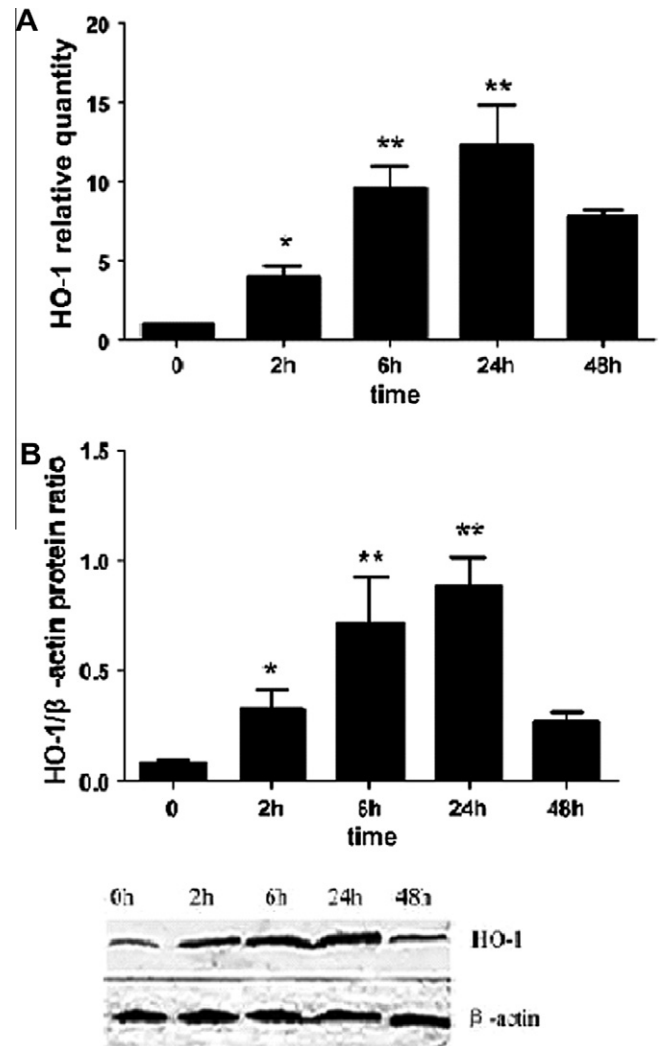 A
HO-1 relative quantity
20
15
10
5
0
*
**
**
0 2h 6h 24h 48h
time
B
HO-1/β -actin protein ratio
1.5
1.0
0.5
0.0
*
**
**
0 2h 6h 24h 48h
time
0h 2h 6h 24h 48h
HO-1
β -actin